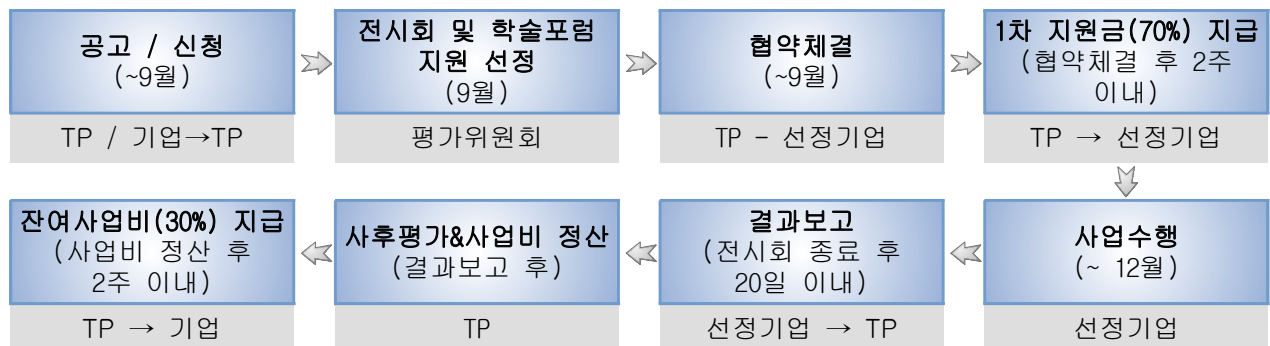 공고 / 신청
(~9월)
TP / 기업→TP
전시회 및 학술포럼
지원 선정
(9월)
평가위원회
협약체결
(~9월)
TP - 선정기업
1차 지원금(70%) 지급
(협약체결 후 2주
이내)
TP → 선정기업
사업수행
(~ 12월)
선정기업
결과보고
(전시회 종료 후
20일 이내)
선정기업 → TP
사후평가&사업비 정산
(결과보고 후)
TP
잔여사업비(30%) 지급
(사업비 정산 후
2주 이내)
TP → 기업